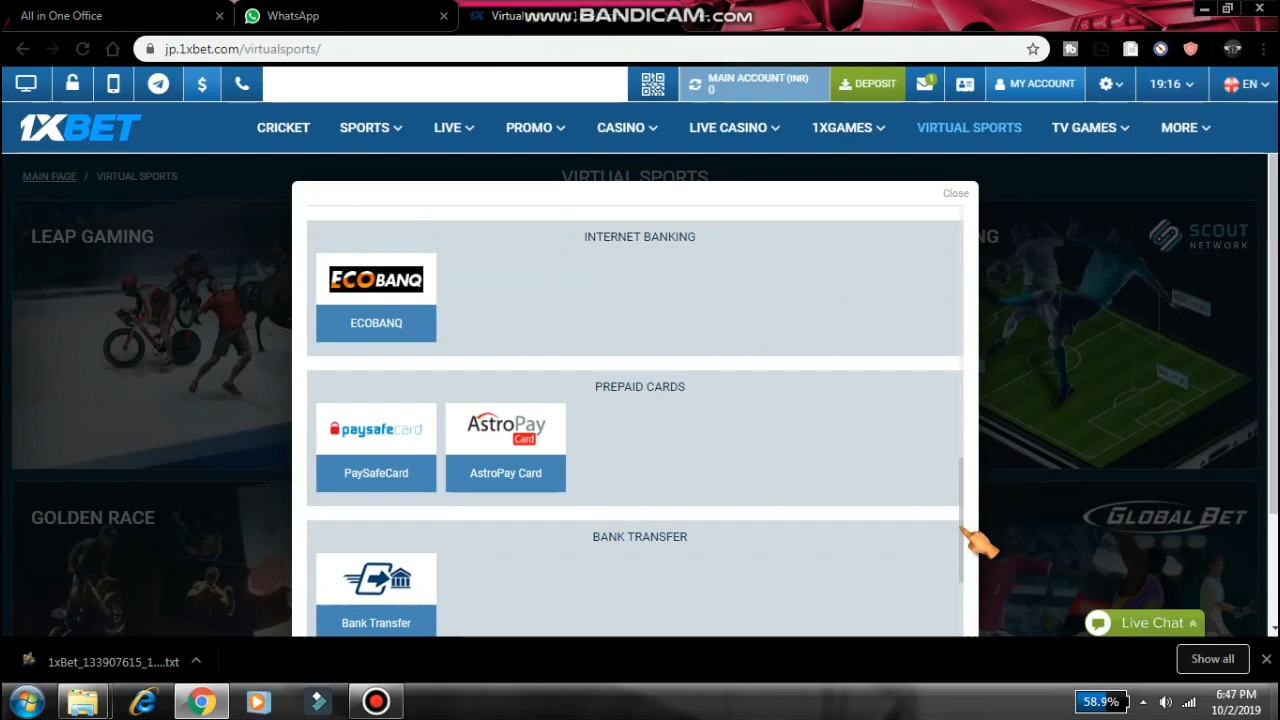 All in One Office
WhatsApp
Virtual
www.BANDICAM.com
jp.1xbet.com/virtualsports/
MAIN ACCOUNT (INR)
0
DEPOSIT
1
MY ACCOUNT
19:16
EN
1XBET
CRICKET
SPORTS
LIVE
PROMO
CASINO
LIVE CASINO
1XGAMES
VIRTUAL SPORTS
TV GAMES
MORE
MAIN PAGE / VIRTUAL SPORTS
VIRTUAL SPORTS
Close
LEAP GAMING
NG
SCOUT
NETWORK
INTERNET BANKING
ECOBANQ
ECOBANQ
PREPAID CARDS
paysafecard
AstroPay
Card
PaySafeCard
AstroPay Card
GOLDEN RACE
GLOBAL BET
BANK TRANSFER
Bank Transfer
Live Chat
1xBet_133907615_1....txt
Show all
58.9%
6:47 PM
10/2/2019